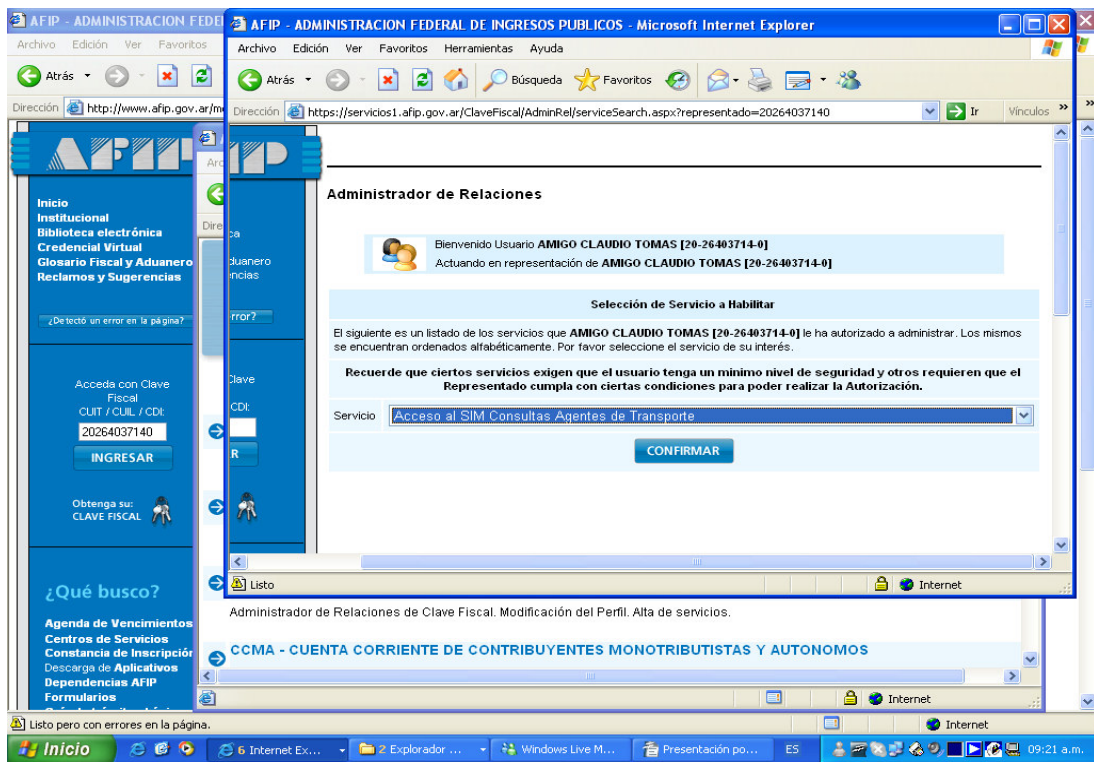 AFIP - ADMINISTRACION FEDE
Archivo Edición Ver Favoritos
Atrás
Dirección http://www.afip.gov.ar/m
AFIP
Inicio
Institucional
Biblioteca electrónica
Credencial Virtual
Glosario Fiscal y Aduanero
Reclamos y Sugerencias
¿Detectó un error en la página?
Acceda con Clave
Fiscal
CUIT / CUIL / CDI:
20264037140
INGRESAR
Obtenga su:
CLAVE FISCAL
¿Qué busco?
Agenda de Vencimientos
Centros de Servicios
Constancia de Inscripción
Descarga de Aplicativos
Dependencias AFIP
Formularios
Arc
Dire
AFIP - ADMINISTRACION FEDERAL DE INGRESOS PUBLICOS - Microsoft Internet Explorer
Archivo Edición Ver Favoritos Herramientas Ayuda
Atrás Búsqueda Favoritos
Dirección https://servicios1.afip.gov.ar/ClaveFiscal/AdminRel/serviceSearch.aspx?representado=20264037140 Ir Vínculos »
»
IP
ca
duanero
encias
rror?
Clave
CDI:
R
Administrador de Relaciones
Bienvenido Usuario AMIGO CLAUDIO TOMAS [20-26403714-0]
Actuando en representación de AMIGO CLAUDIO TOMAS [20-26403714-0]
Selección de Servicio a Habilitar
El siguiente es un listado de los servicios que AMIGO CLAUDIO TOMAS [20-26403714-0] le ha autorizado a administrar. Los mismos
se encuentran ordenados alfabéticamente. Por favor seleccione el servicio de su interés.
Recuerde que ciertos servicios exigen que el usuario tenga un minimo nivel de seguridad y otros requieren que el
Representado cumpla con ciertas condiciones para poder realizar la Autorización.
Servicio Acceso al SIM Consultas Agentes de Transporte
CONFIRMAR
Listo Internet
Administrador de Relaciones de Clave Fiscal. Modificación del Perfil. Alta de servicios.
CCMA - CUENTA CORRIENTE DE CONTRIBUYENTES MONOTRIBUTISTAS Y AUTONOMOS
Internet
Listo pero con errores en la página. Internet
Inicio 6 Internet Ex... 2 Explorador ... Windows Live M... Presentación po... ES 09:21 a.m.